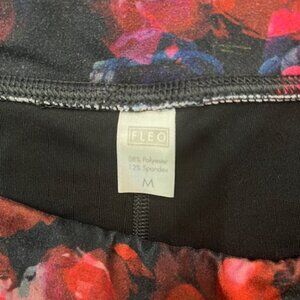 FLEO
88% Polyester
12% Spandex
M